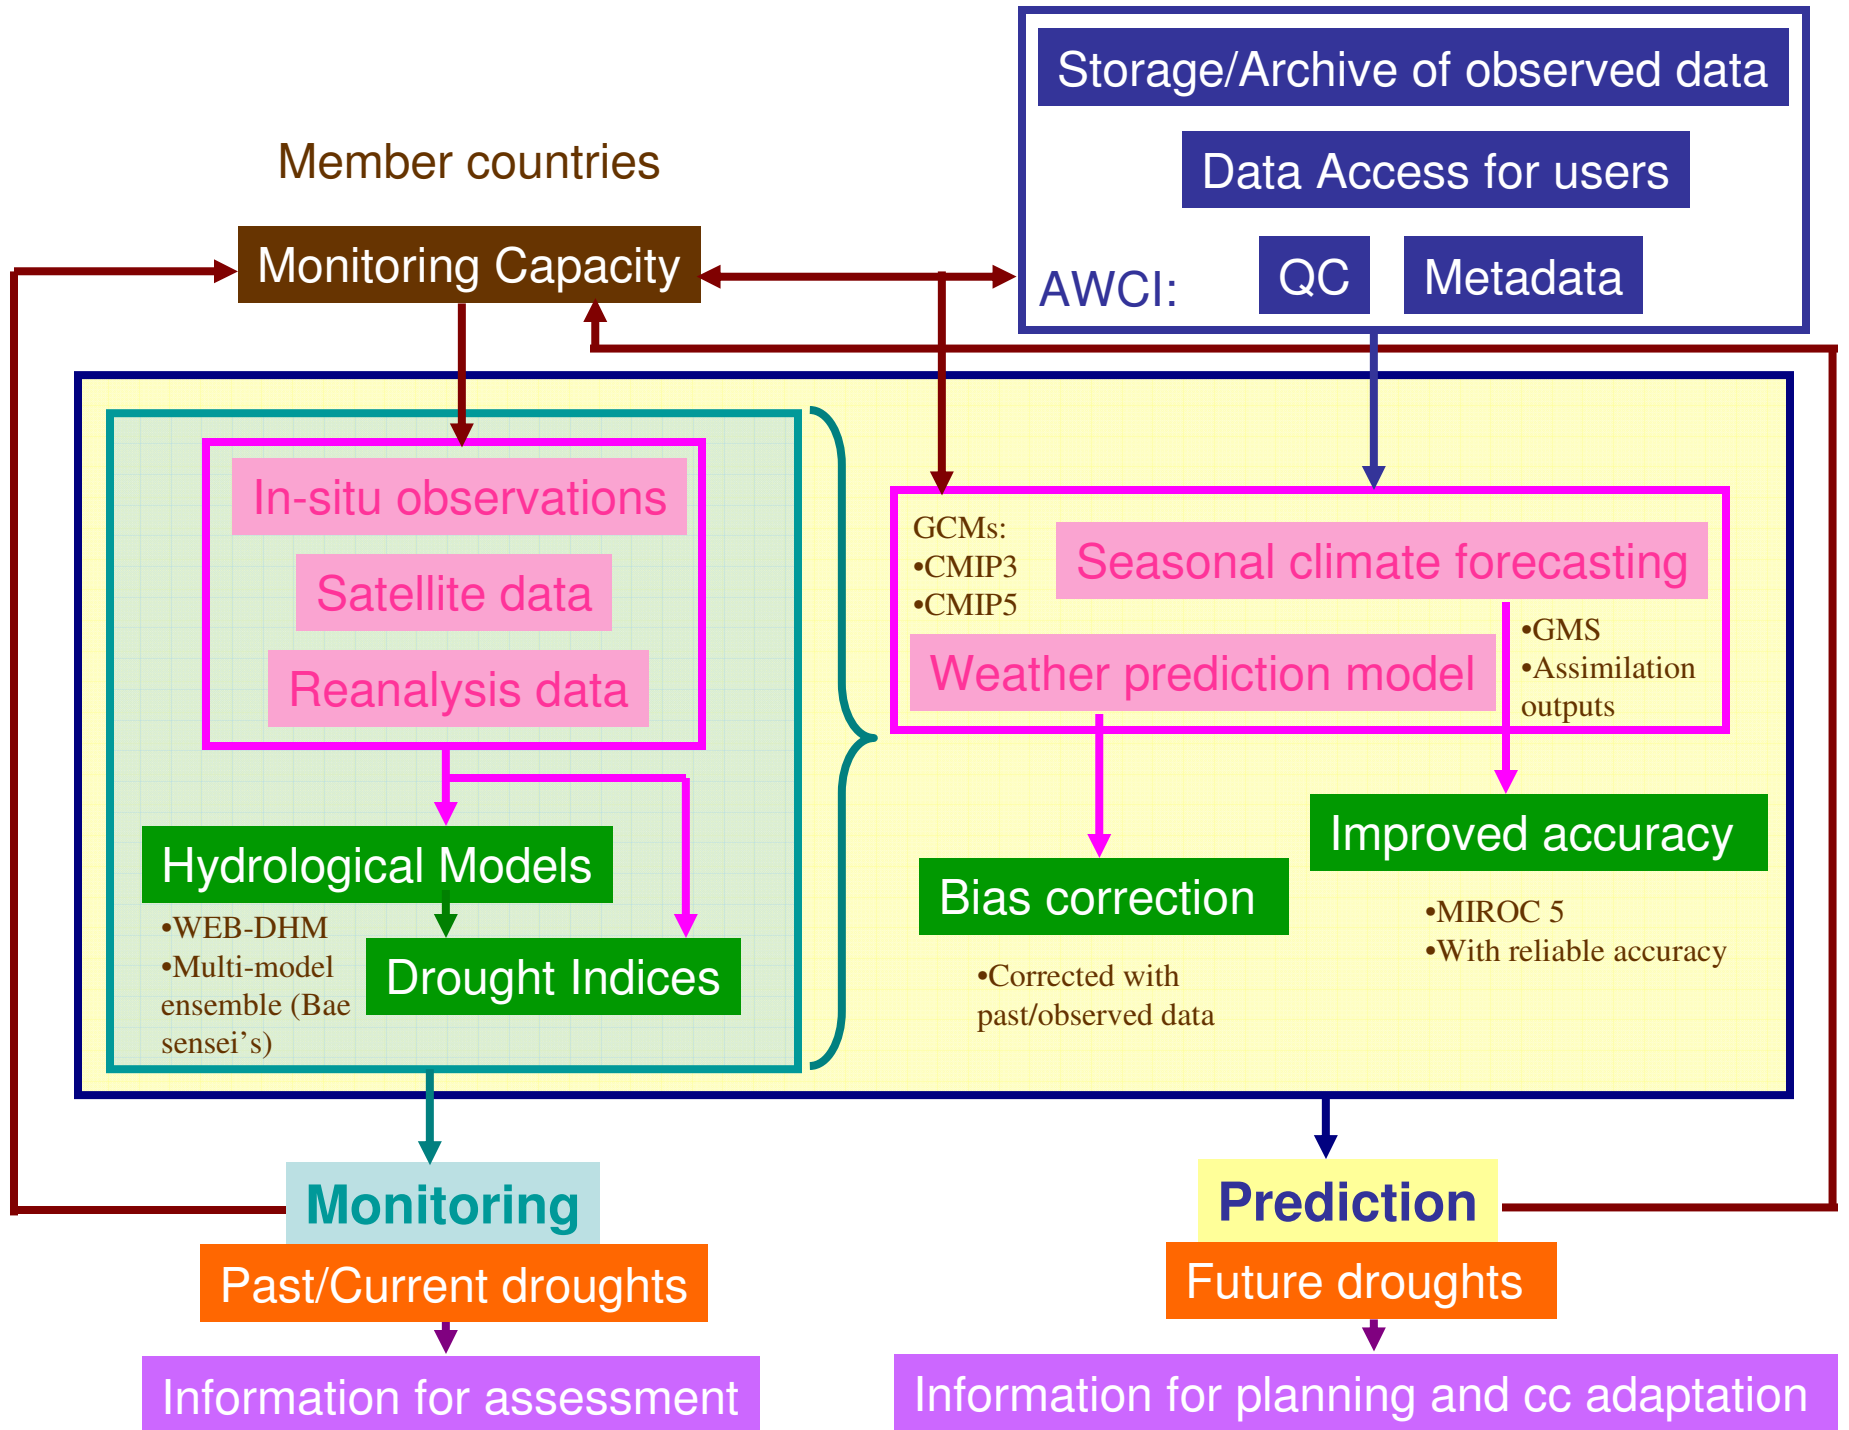 Storage/Archive of observed data
Data Access for users
AWCI:
QC
Metadata
Member countries
Monitoring Capacity
In-situ observations
Satellite data
Reanalysis data
Hydrological Models
•WEB-DHM
•Multi-model
ensemble (Bae
sensei's)
Drought Indices
GCMs:
•CMIP3
•CMIP5
Seasonal climate forecasting
Weather prediction model
•GMS
•Assimilation
outputs
Improved accuracy
•MIROC 5
•With reliable accuracy
Bias correction
•Corrected with
past/observed data
Monitoring
Past/Current droughts
Information for assessment
Prediction
Future droughts
Information for planning and cc adaptation